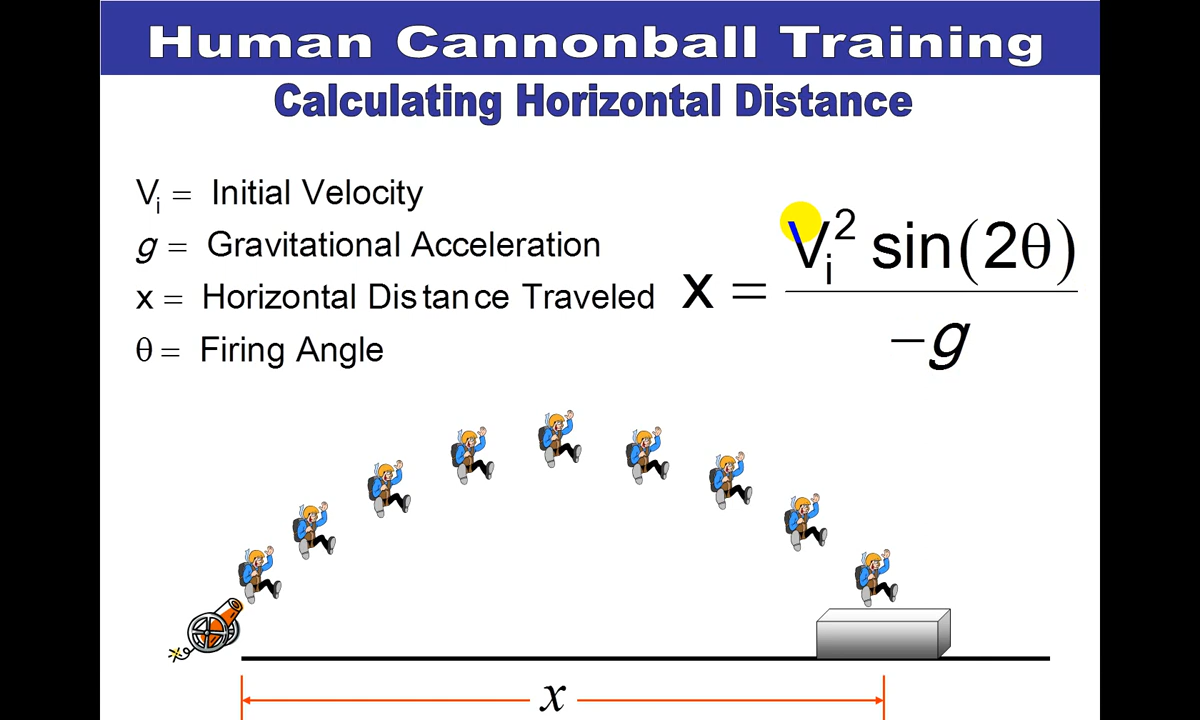 Human Cannonball Training
Calculating Horizontal Distance
Vᵢ = Initial Velocity
g = Gravitational Acceleration
x = Horizontal Distance Traveled
θ = Firing Angle
x = Vᵢ² sin(2θ) / −g
x